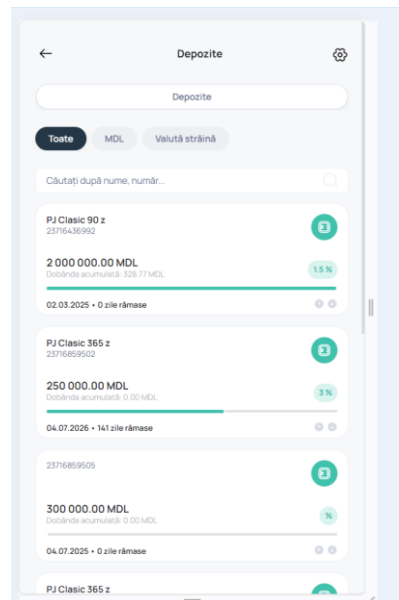 Depozite
Depozite
Toate MDL Valută străină
Căutați după nume, număr...
PJ Clasic 90 z
23716436992
2 000 000.00 MDL
Dobânda acumulată: 328.77 MDL
1.5 %
02.03.2025 • 0 zile rămase
PJ Clasic 365 z
23716859502
250 000.00 MDL
Dobânda acumulată: 0.00 MDL
3 %
04.07.2026 • 141 zile rămase
23716859505
300 000.00 MDL
Dobânda acumulată: 0.00 MDL
%
04.07.2025 • 0 zile rămase
PJ Clasic 365 z